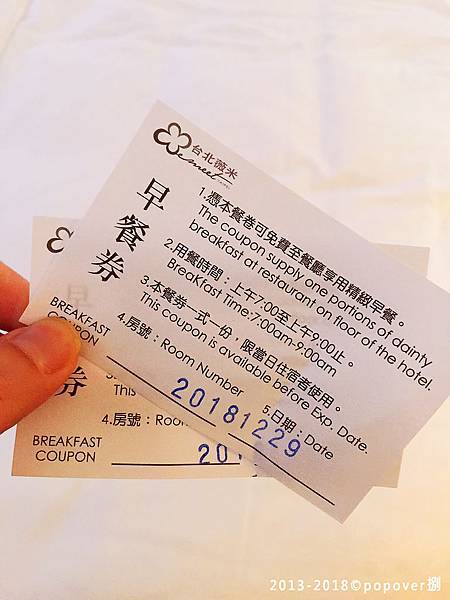 台北薇米
emeet
早餐券
BREAKFAST
COUPON
1.憑本餐卷可免費至餐廳享用精緻早餐。
The coupon supply one portions of dainty
breakfast at restaurant on floor of the hotel.
2.用餐時間：上午7:00至上午9:00止。
Breakfast Time:7:00am-9:00am
3.本餐券一式一份，限當日住宿者使用。
This coupon is available before Exp. Date.
4.房號：Room Number
5.日期：Date
20181229
早
券
This
4.房號：Roo
BREAKFAST
COUPON
20
2013-2018©popover捌